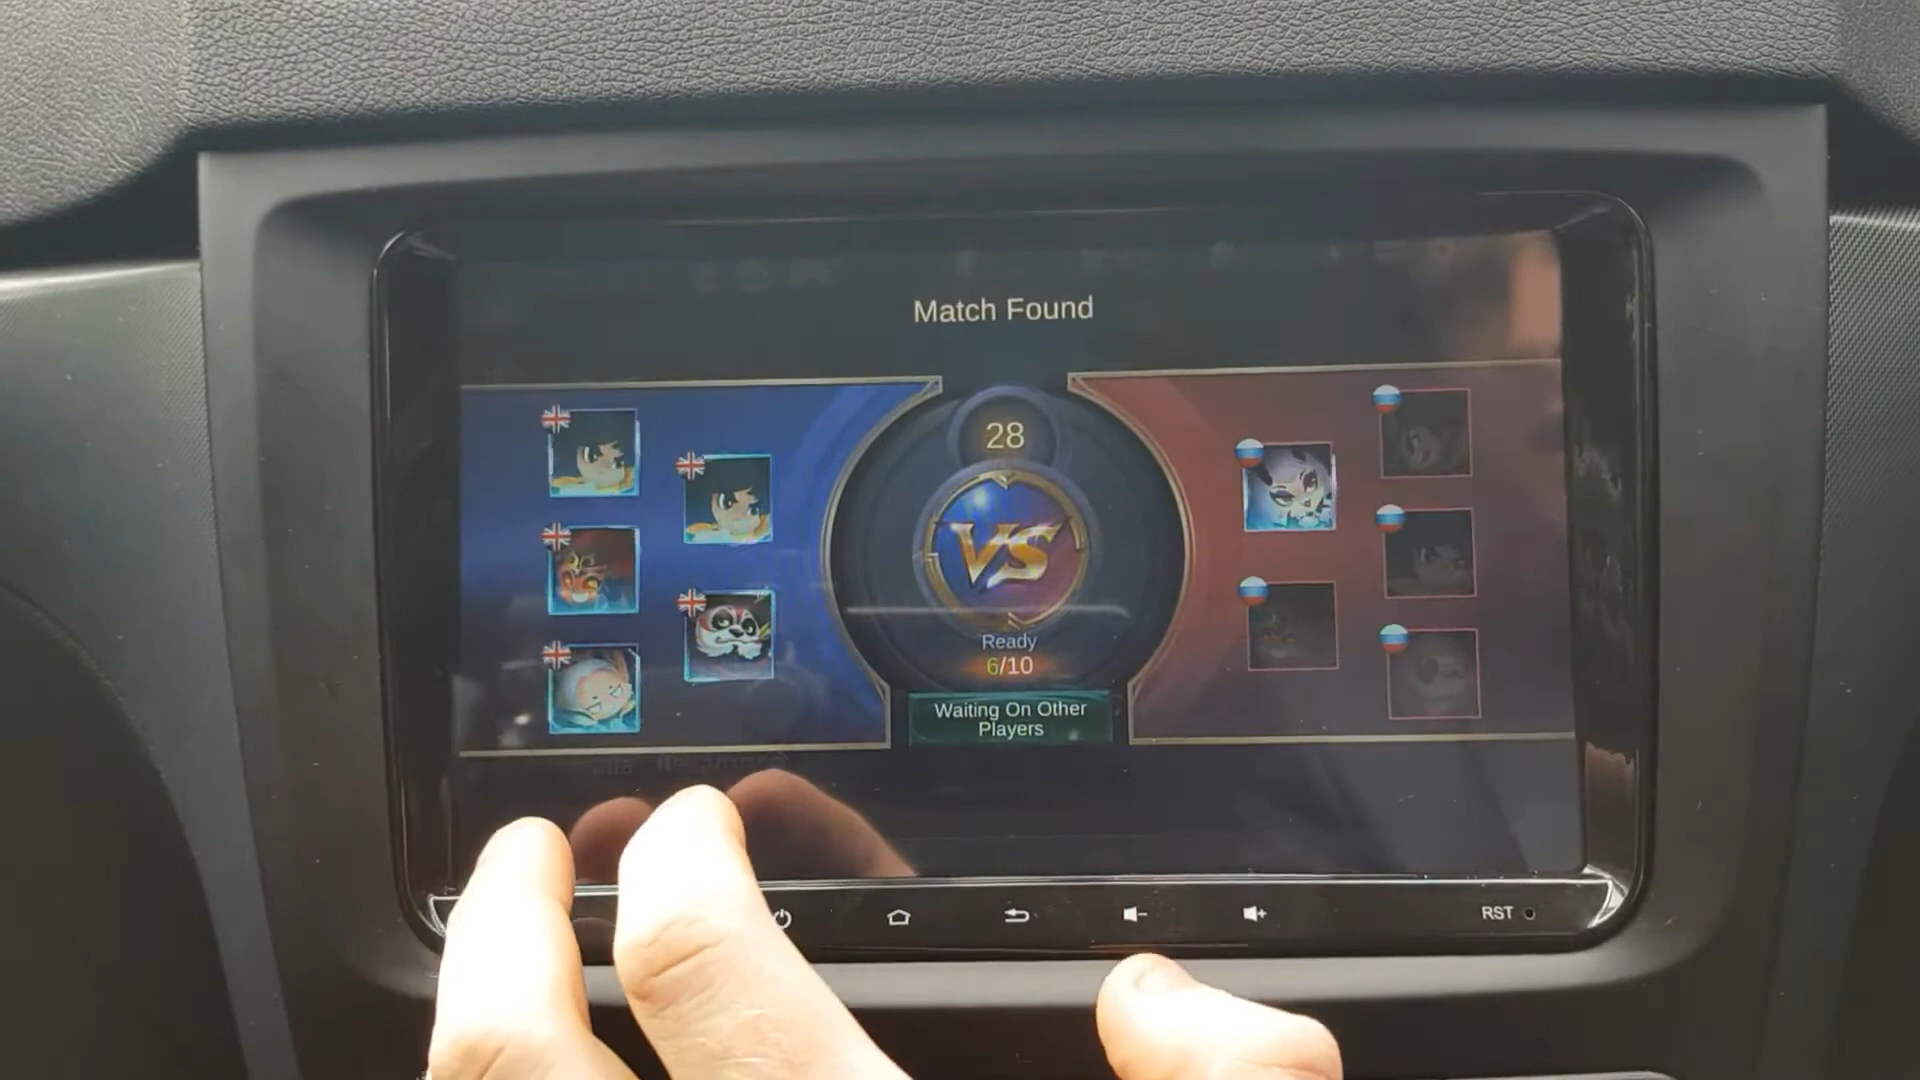 Match Found
28
VS
Ready
6/10
Waiting On Other
Players
RST